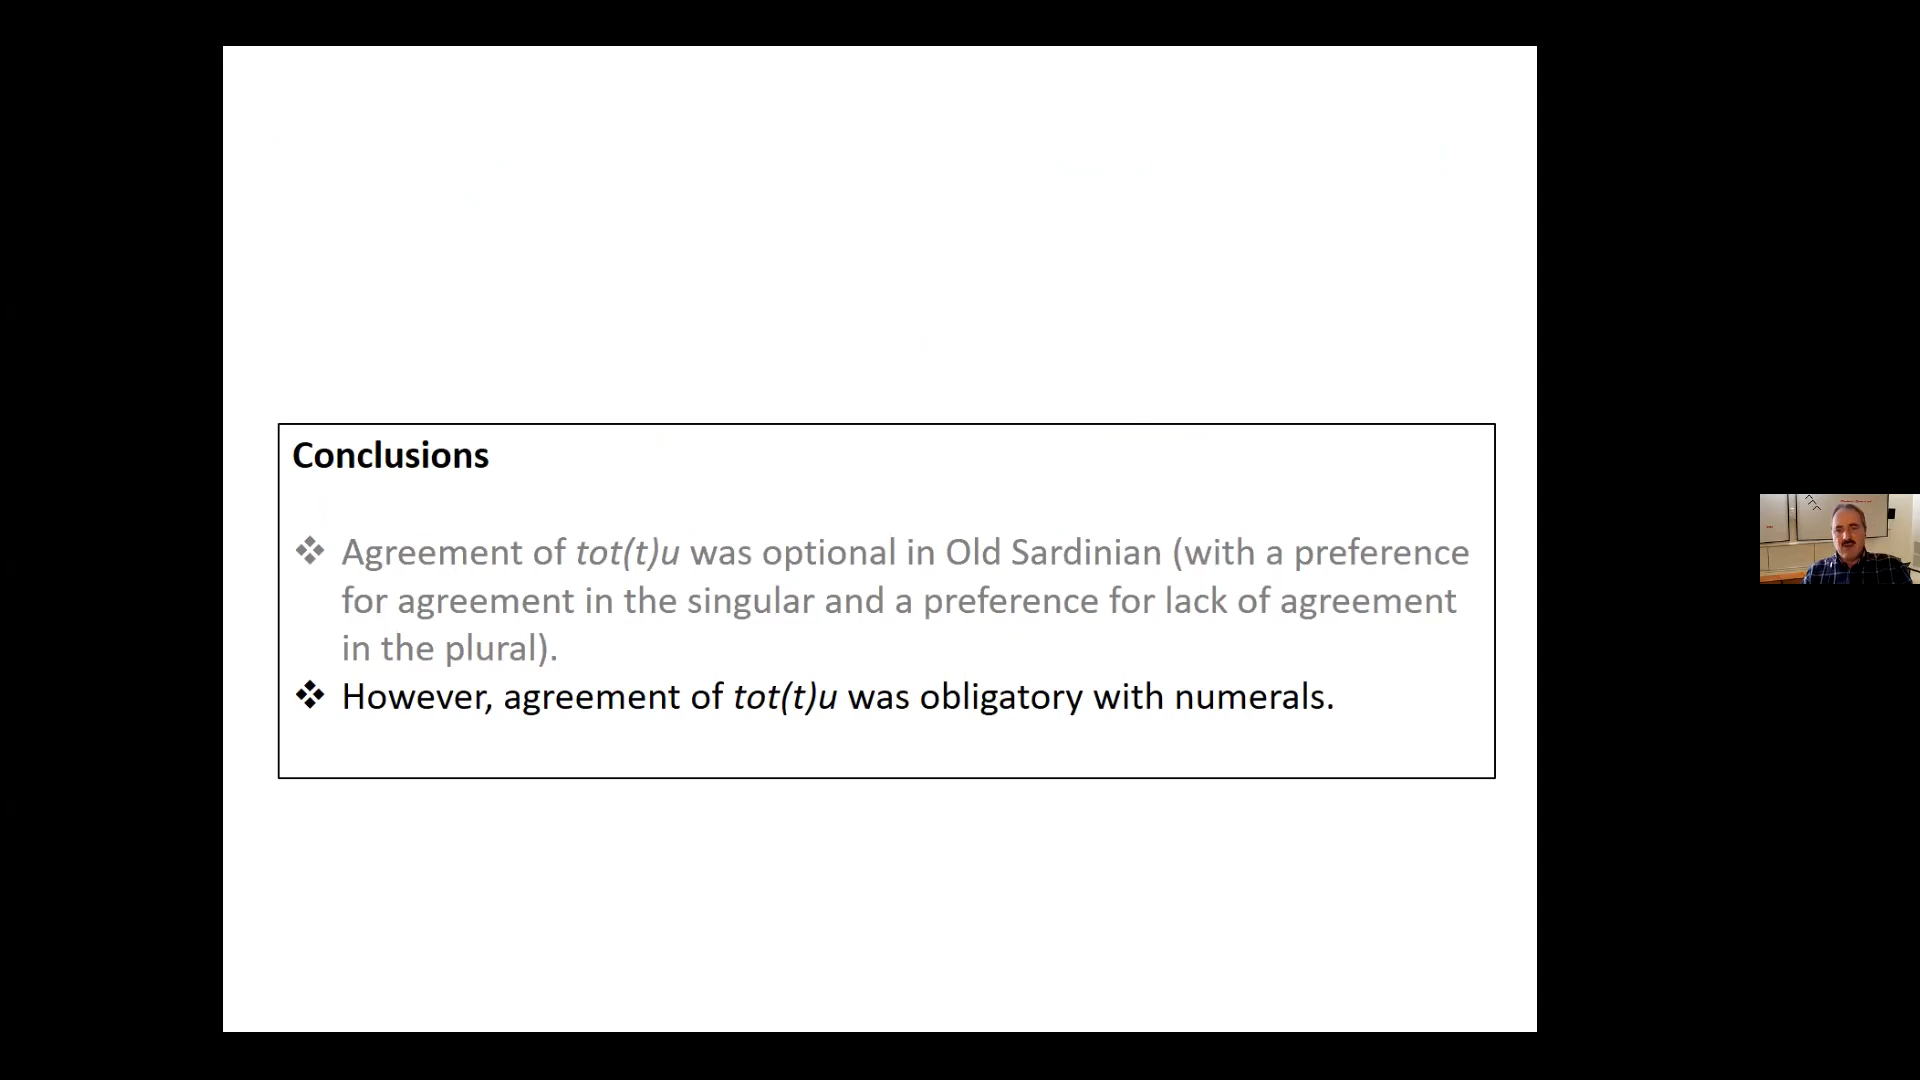 Conclusions
❖ Agreement of tot(t)u was optional in Old Sardinian (with a preference
for agreement in the singular and a preference for lack of agreement
in the plural).
❖ However, agreement of tot(t)u was obligatory with numerals.